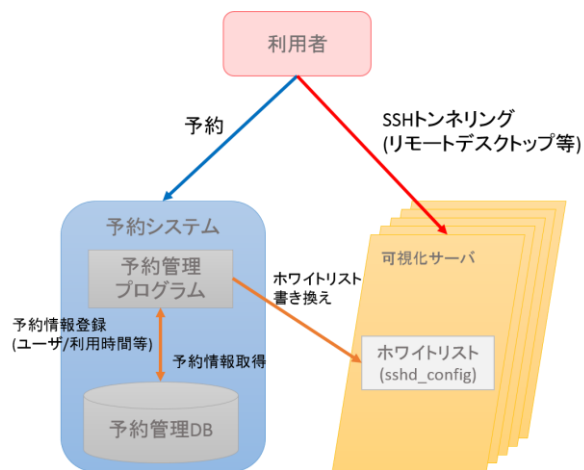 利用者
予約
SSHトンネリング
(リモートデスクトップ等)
予約システム
予約管理
プログラム
ホワイトリスト
書き換え
可視化サーバ
予約情報登録
(ユーザ/利用時間等)
予約情報取得
ホワイトリスト
(sshd_config)
予約管理DB